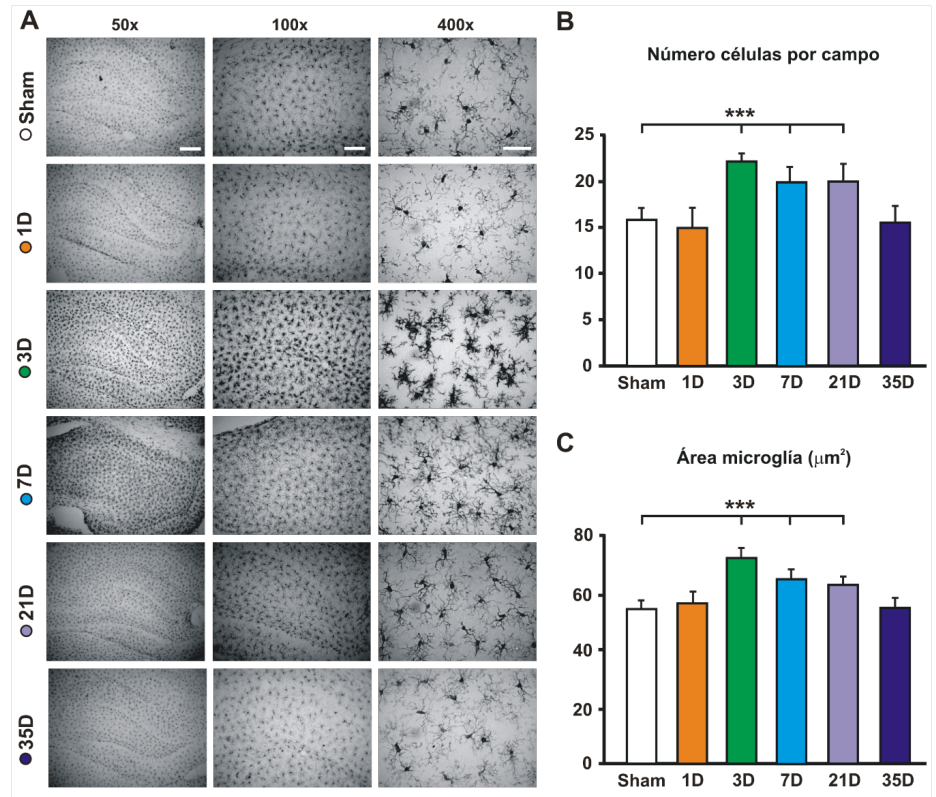 A
50x 100x 400x
Sham
1D
3D
7D
21D
35D
B
Número células por campo
***
25
20
15
10
5
0
Sham 1D 3D 7D 21D 35D
C
Área microglía (μm²)
***
80
60
40
20
0
Sham 1D 3D 7D 21D 35D